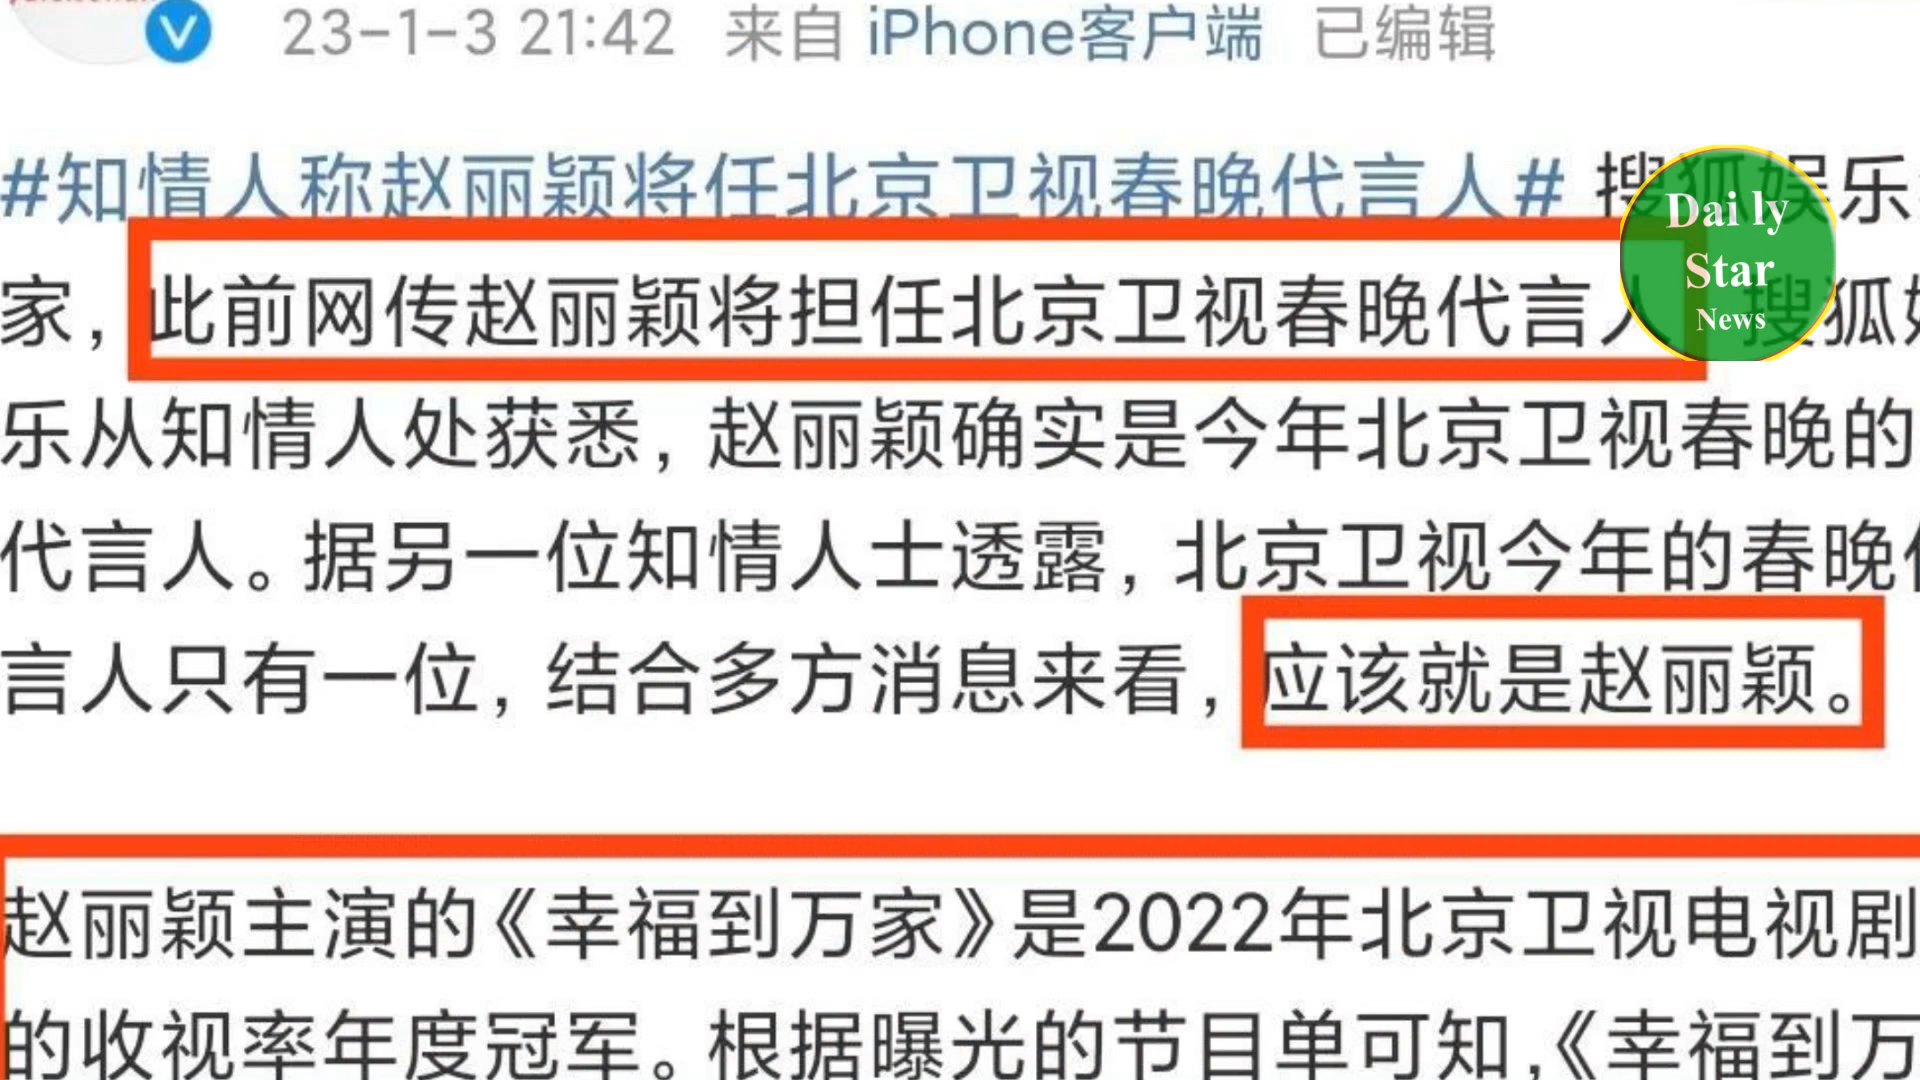 23-1-3 21:42 来自 iPhone客户端 已编辑
#知情人称赵丽颖将任北京卫视春晚代言人# 搜狐娱乐
家，此前网传赵丽颖将担任北京卫视春晚代言人 搜狐
乐从知情人处获悉，赵丽颖确实是今年北京卫视春晚的
代言人。据另一位知情人士透露，北京卫视今年的春晚
言人只有一位，结合多方消息来看，应该就是赵丽颖。
赵丽颖主演的《幸福到万家》是2022年北京卫视电视剧
的收视率年度冠军。根据曝光的节目单可知，《幸福到万
Dai ly
Star
News